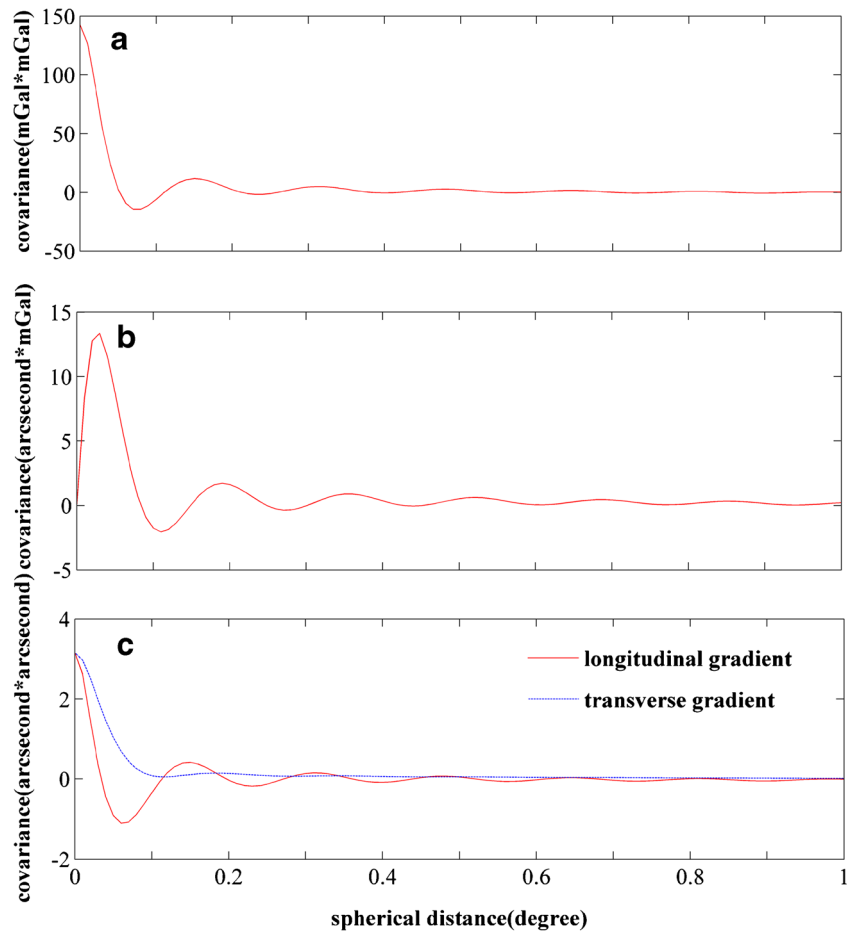 a
covariance(mGal*mGal)
150
100
50
0
-50
b
covariance(arcsecond*mGal)
15
10
5
0
-5
c
covariance(arcsecond*arcsecond)
4
2
0
-2
longitudinal gradient
transverse gradient
0 0.2 0.4 0.6 0.8 1
spherical distance(degree)